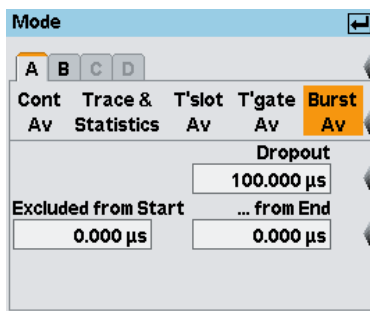 Mode
A B C D
Cont Av Trace & Statistics T'slot Av T'gate Av Burst Av
Dropout
100.000 µs
Excluded from Start ... from End
0.000 µs 0.000 µs